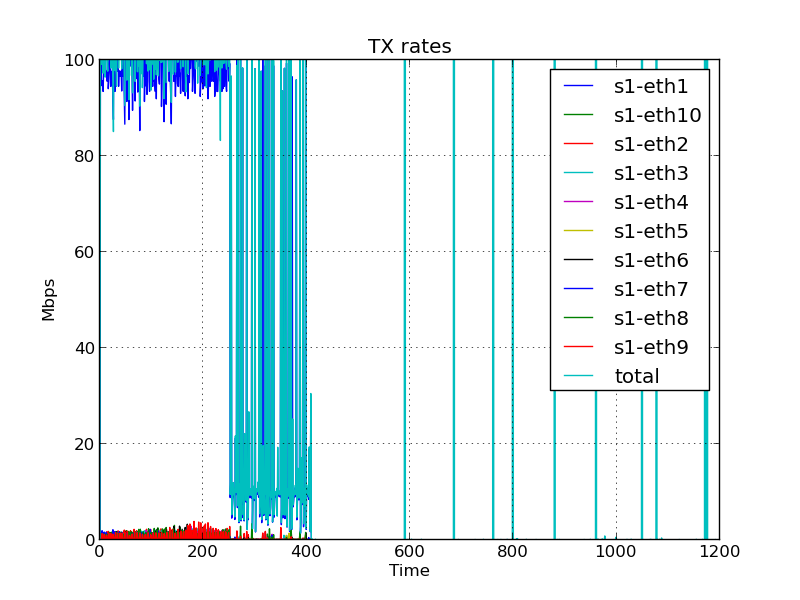 TX rates
100
80
60
40
20
0
Mbps
0 200 400 600 800 1000 1200
Time
s1-eth1
s1-eth10
s1-eth2
s1-eth3
s1-eth4
s1-eth5
s1-eth6
s1-eth7
s1-eth8
s1-eth9
total